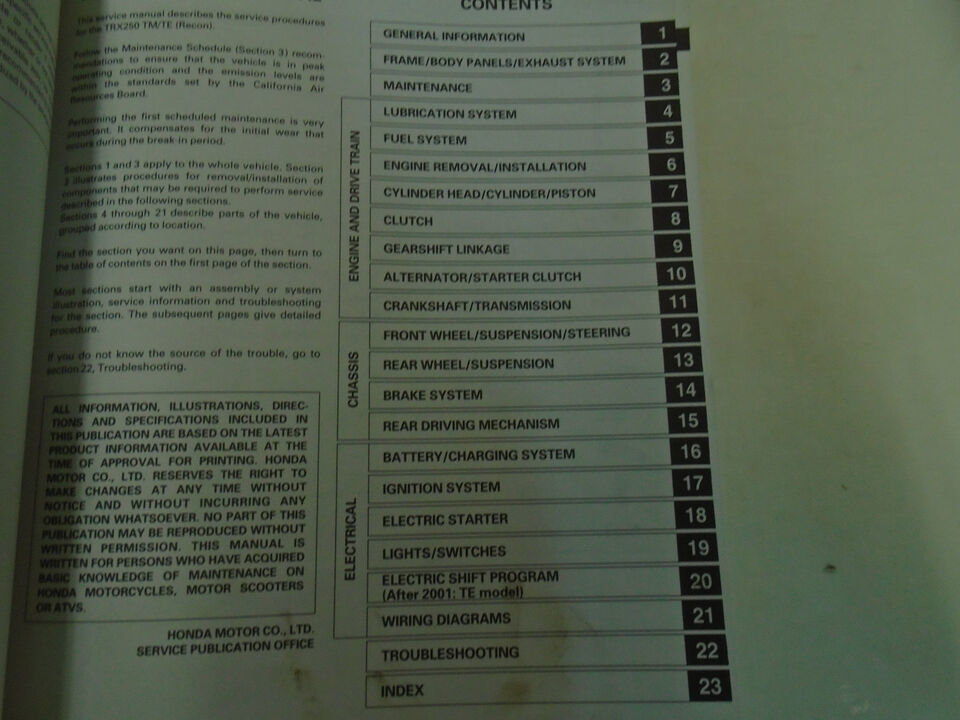 CONTENTS
This service manual describes the service procedures
for the TRX250 TM/TE (Recon).
Follow the Maintenance Schedule (Section 3) recom-
mendations to ensure that the vehicle is in peak
operating condition and the emission levels are
within the standards set by the California Air
Resources Board.
Performing the first scheduled maintenance is very
important. It compensates for the initial wear that
occurs during the break-in period.
Sections 1 and 3 apply to the whole vehicle. Section
2 illustrates procedures for removal/installation of
components that may be required to perform service
described in the following sections.
Sections 4 through 21 describe parts of the vehicle,
grouped according to location.
Find the section you want on this page, then turn to
the table of contents on the first page of the section.
Most sections start with an assembly or system
illustration, service information and troubleshooting
for the section. The subsequent pages give detailed
procedure.
If you do not know the source of the trouble, go to
section 22, Troubleshooting.
ALL INFORMATION, ILLUSTRATIONS, DIREC-
TIONS AND SPECIFICATIONS INCLUDED IN
THIS PUBLICATION ARE BASED ON THE LATEST
PRODUCT INFORMATION AVAILABLE AT THE
TIME OF APPROVAL FOR PRINTING. HONDA
MOTOR CO., LTD. RESERVES THE RIGHT TO
MAKE CHANGES AT ANY TIME WITHOUT
NOTICE AND WITHOUT INCURRING ANY
OBLIGATION WHATSOEVER. NO PART OF THIS
PUBLICATION MAY BE REPRODUCED WITHOUT
WRITTEN PERMISSION. THIS MANUAL IS
WRITTEN FOR PERSONS WHO HAVE ACQUIRED
BASIC KNOWLEDGE OF MAINTENANCE ON
HONDA MOTORCYCLES, MOTOR SCOOTERS
OR ATVS.
HONDA MOTOR CO., LTD.
SERVICE PUBLICATION OFFICE
GENERAL INFORMATION 1
FRAME/BODY PANELS/EXHAUST SYSTEM 2
MAINTENANCE 3
ENGINE AND DRIVE TRAIN
LUBRICATION SYSTEM 4
FUEL SYSTEM 5
ENGINE REMOVAL/INSTALLATION 6
CYLINDER HEAD/CYLINDER/PISTON 7
CLUTCH 8
GEARSHIFT LINKAGE 9
ALTERNATOR/STARTER CLUTCH 10
CRANKSHAFT/TRANSMISSION 11
CHASSIS
FRONT WHEEL/SUSPENSION/STEERING 12
REAR WHEEL/SUSPENSION 13
BRAKE SYSTEM 14
REAR DRIVING MECHANISM 15
ELECTRICAL
BATTERY/CHARGING SYSTEM 16
IGNITION SYSTEM 17
ELECTRIC STARTER 18
LIGHTS/SWITCHES 19
ELECTRIC SHIFT PROGRAM
(After 2001: TE model) 20
WIRING DIAGRAMS 21
TROUBLESHOOTING 22
INDEX 23